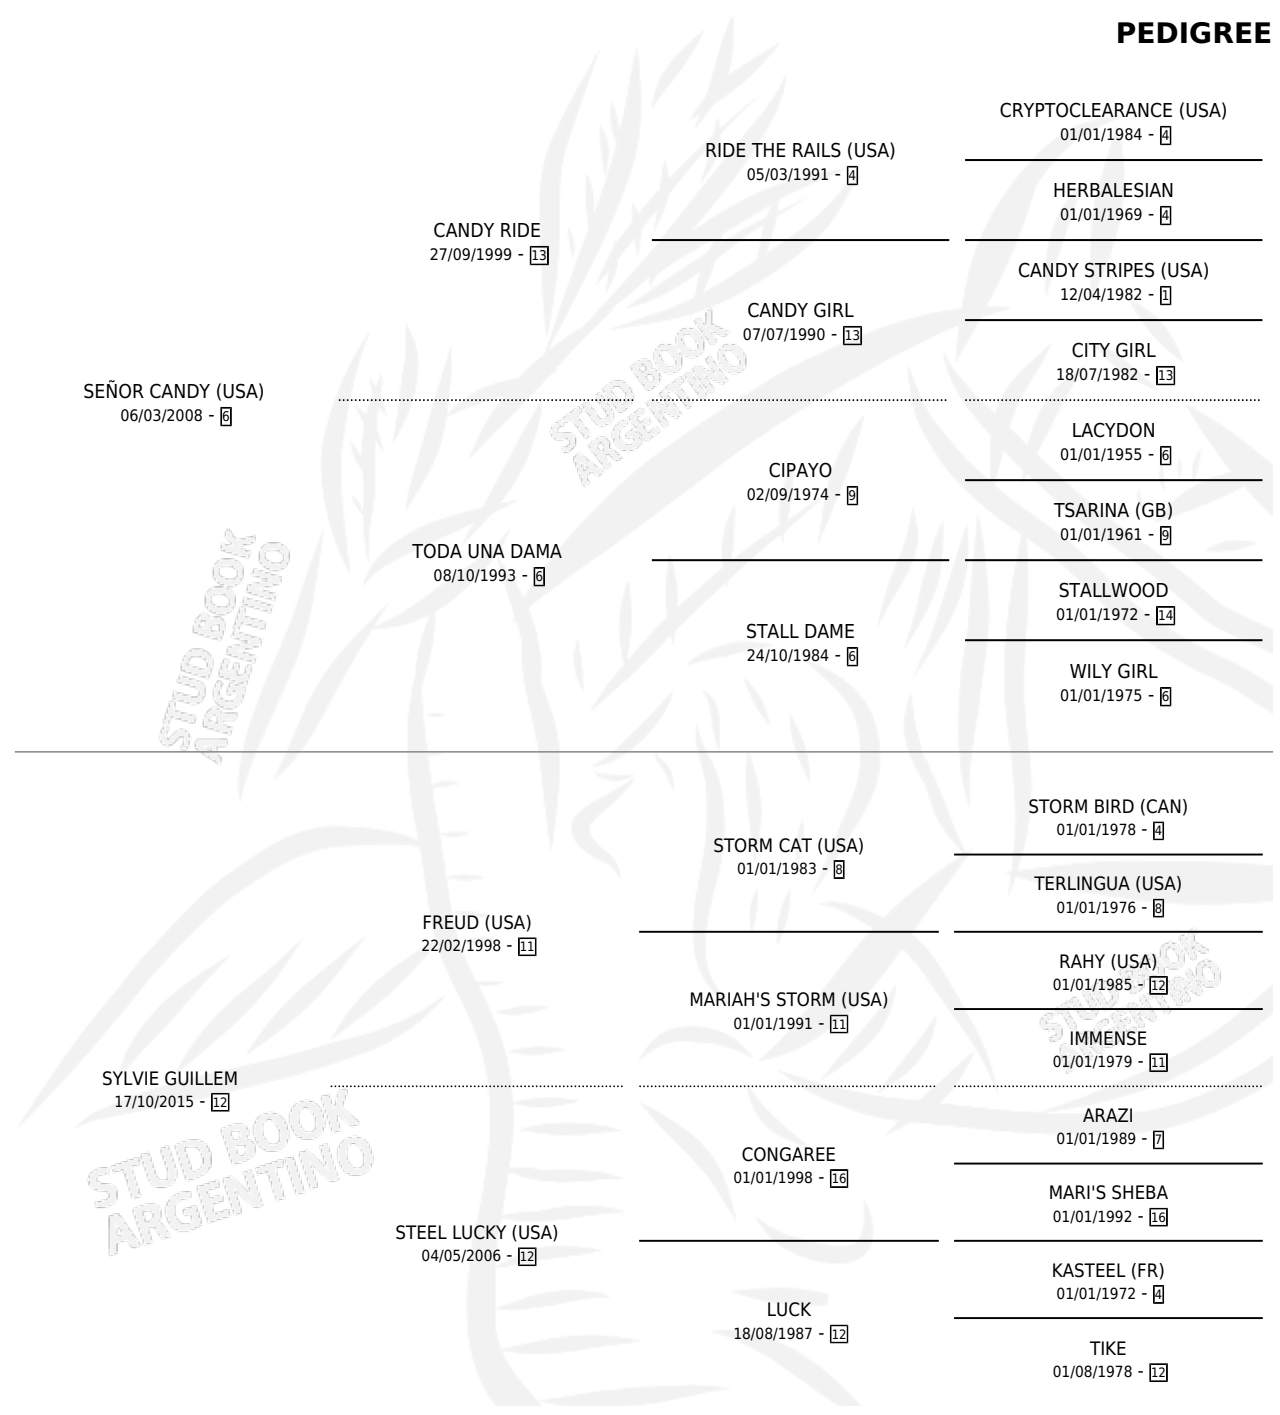 PEDIGREE
CRYPTOCLEARANCE (USA)
01/01/1984 - 4
RIDE THE RAILS (USA)
05/03/1991 - 4
HERBALESIAN
01/01/1969 - 4
CANDY RIDE
27/09/1999 - 13
CANDY STRIPES (USA)
12/04/1982 - 1
CANDY GIRL
07/07/1990 - 13
CITY GIRL
18/07/1982 - 13
SEÑOR CANDY (USA)
06/03/2008 - 6
STUD BOOK
ARGENTINO
LACYDON
01/01/1955 - 6
CIPAYO
02/09/1974 - 9
TSARINA (GB)
01/01/1961 - 9
TODA UNA DAMA
08/10/1993 - 6
STALLWOOD
01/01/1972 - 14
STALL DAME
24/10/1984 - 6
WILY GIRL
01/01/1975 - 6
STUD BOOK
ARGENTINO
STORM BIRD (CAN)
01/01/1978 - 4
STORM CAT (USA)
01/01/1983 - 8
TERLINGUA (USA)
01/01/1976 - 8
FREUD (USA)
22/02/1998 - 11
RAHY (USA)
01/01/1985 - 12
MARIAH'S STORM (USA)
01/01/1991 - 11
STUD BOOK
ARGENTINO
IMMENSE
01/01/1979 - 11
SYLVIE GUILLEM
17/10/2015 - 12
STUD BOOK
ARGENTINO
ARAZI
01/01/1989 - 7
CONGAREE
01/01/1998 - 16
MARI'S SHEBA
01/01/1992 - 16
STEEL LUCKY (USA)
04/05/2006 - 12
KASTEEL (FR)
01/01/1972 - 4
LUCK
18/08/1987 - 12
TIKE
01/08/1978 - 12